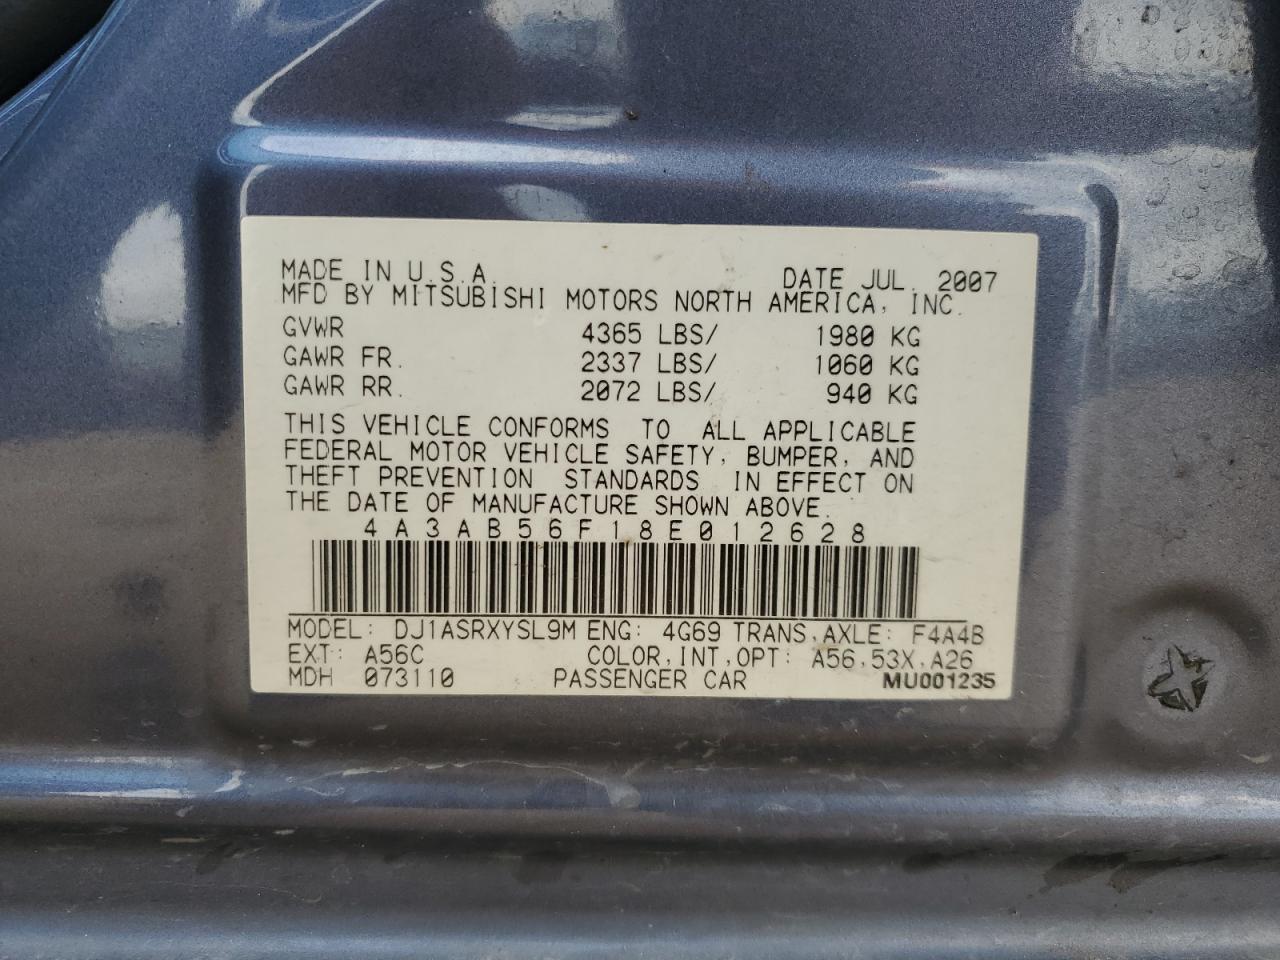 MADE IN U.S.A. DATE JUL. 2007
MFD BY MITSUBISHI MOTORS NORTH AMERICA, INC.
GVWR 4365 LBS/ 1980 KG
GAWR FR. 2337 LBS/ 1060 KG
GAWR RR. 2072 LBS/ 940 KG
THIS VEHICLE CONFORMS TO ALL APPLICABLE
FEDERAL MOTOR VEHICLE SAFETY, BUMPER, AND
THEFT PREVENTION STANDARDS IN EFFECT ON
THE DATE OF MANUFACTURE SHOWN ABOVE.
4A3AB56F18E012628
MODEL: DJ1ASRXYSL9M ENG: 4G69 TRANS.AXLE: F4A4B
EXT: A56C COLOR,INT,OPT: A56,53X,A26
MDH 073110 PASSENGER CAR MU001235